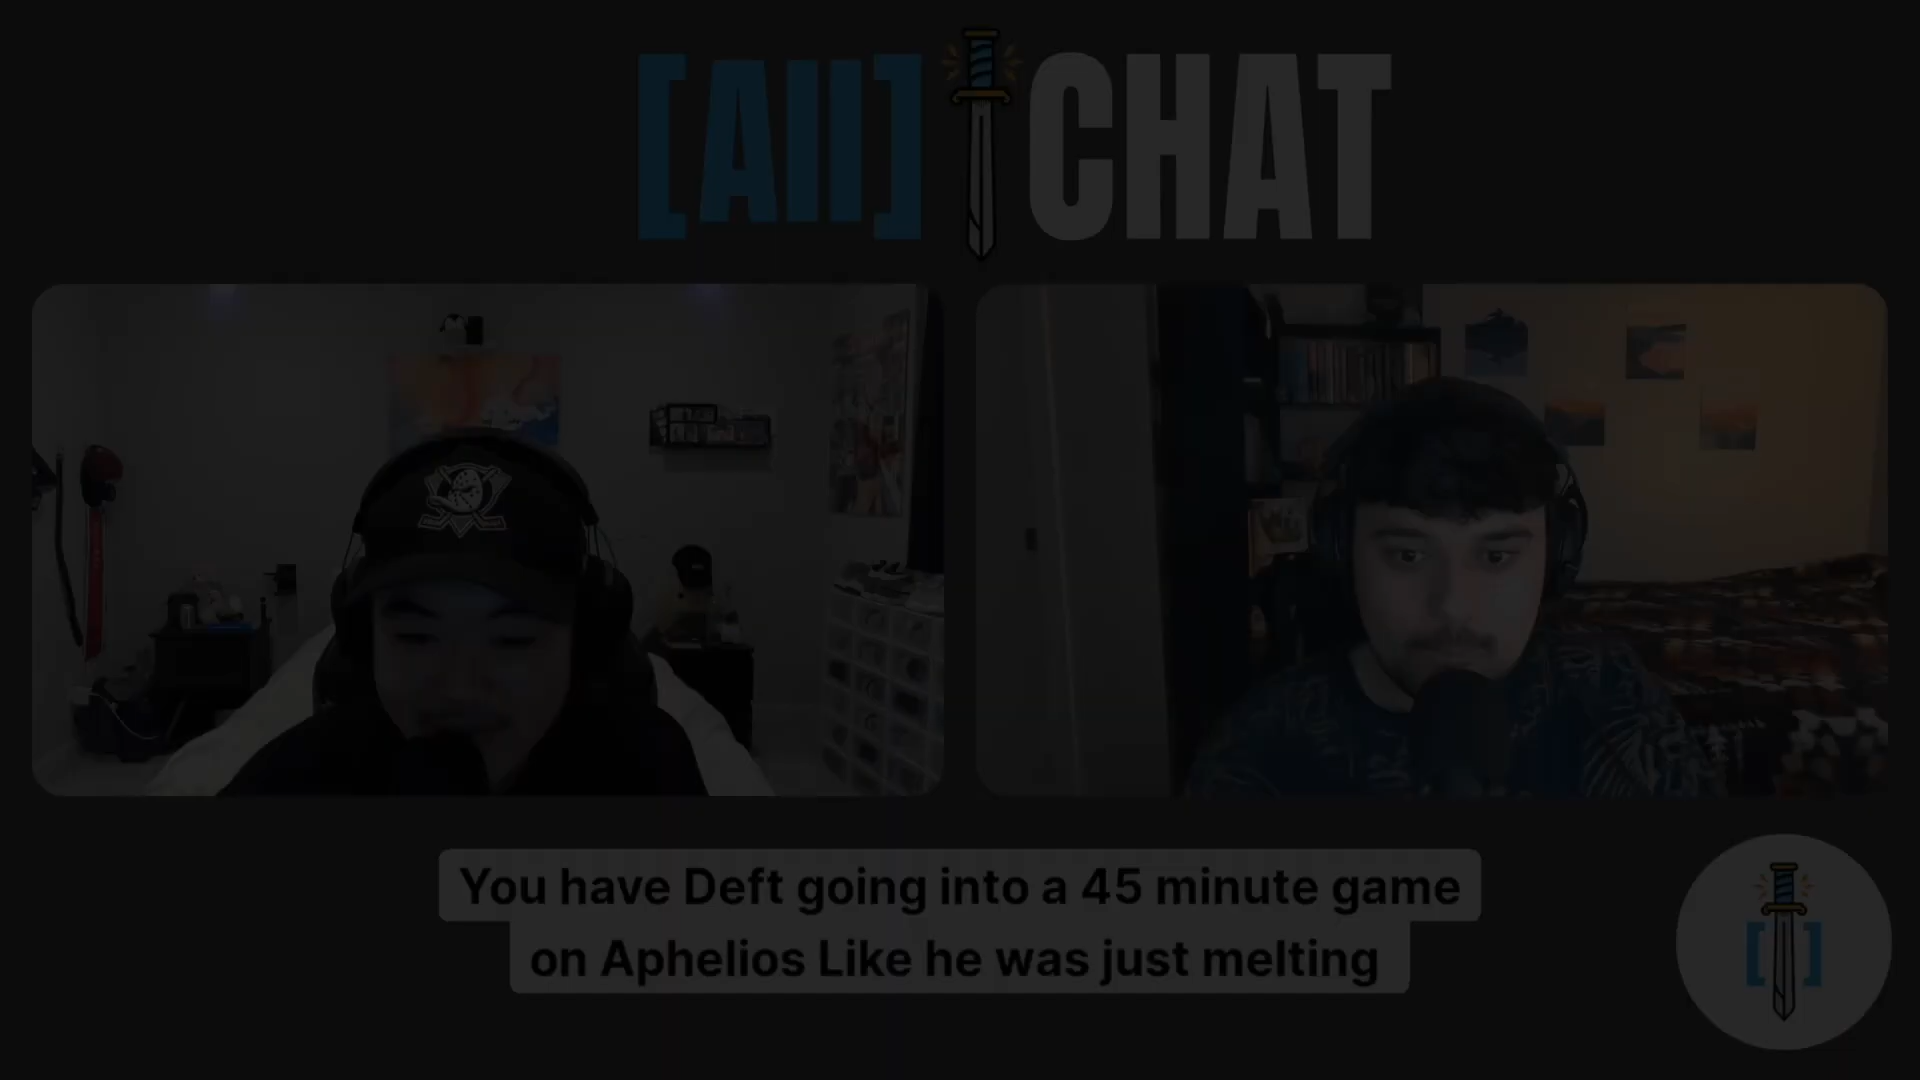 [All] CHAT
You have Deft going into a 45 minute game
on Aphelios Like he was just melting
[ ]